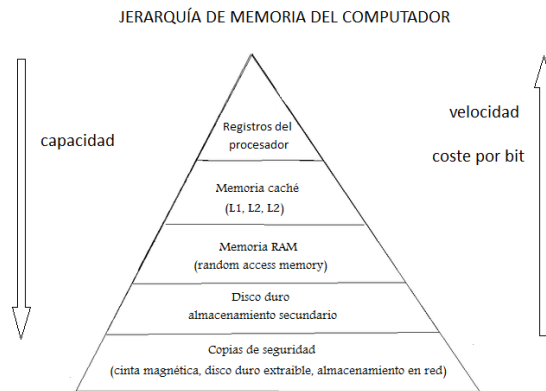 JERARQUÍA DE MEMORIA DEL COMPUTADOR
capacidad
velocidad
coste por bit
Registros del
procesador
Memoria caché
(L1, L2, L2)
Memoria RAM
(random access memory)
Disco duro
almacenamiento secundario
Copias de seguridad
(cinta magnética, disco duro extraible, almacenamiento en red)